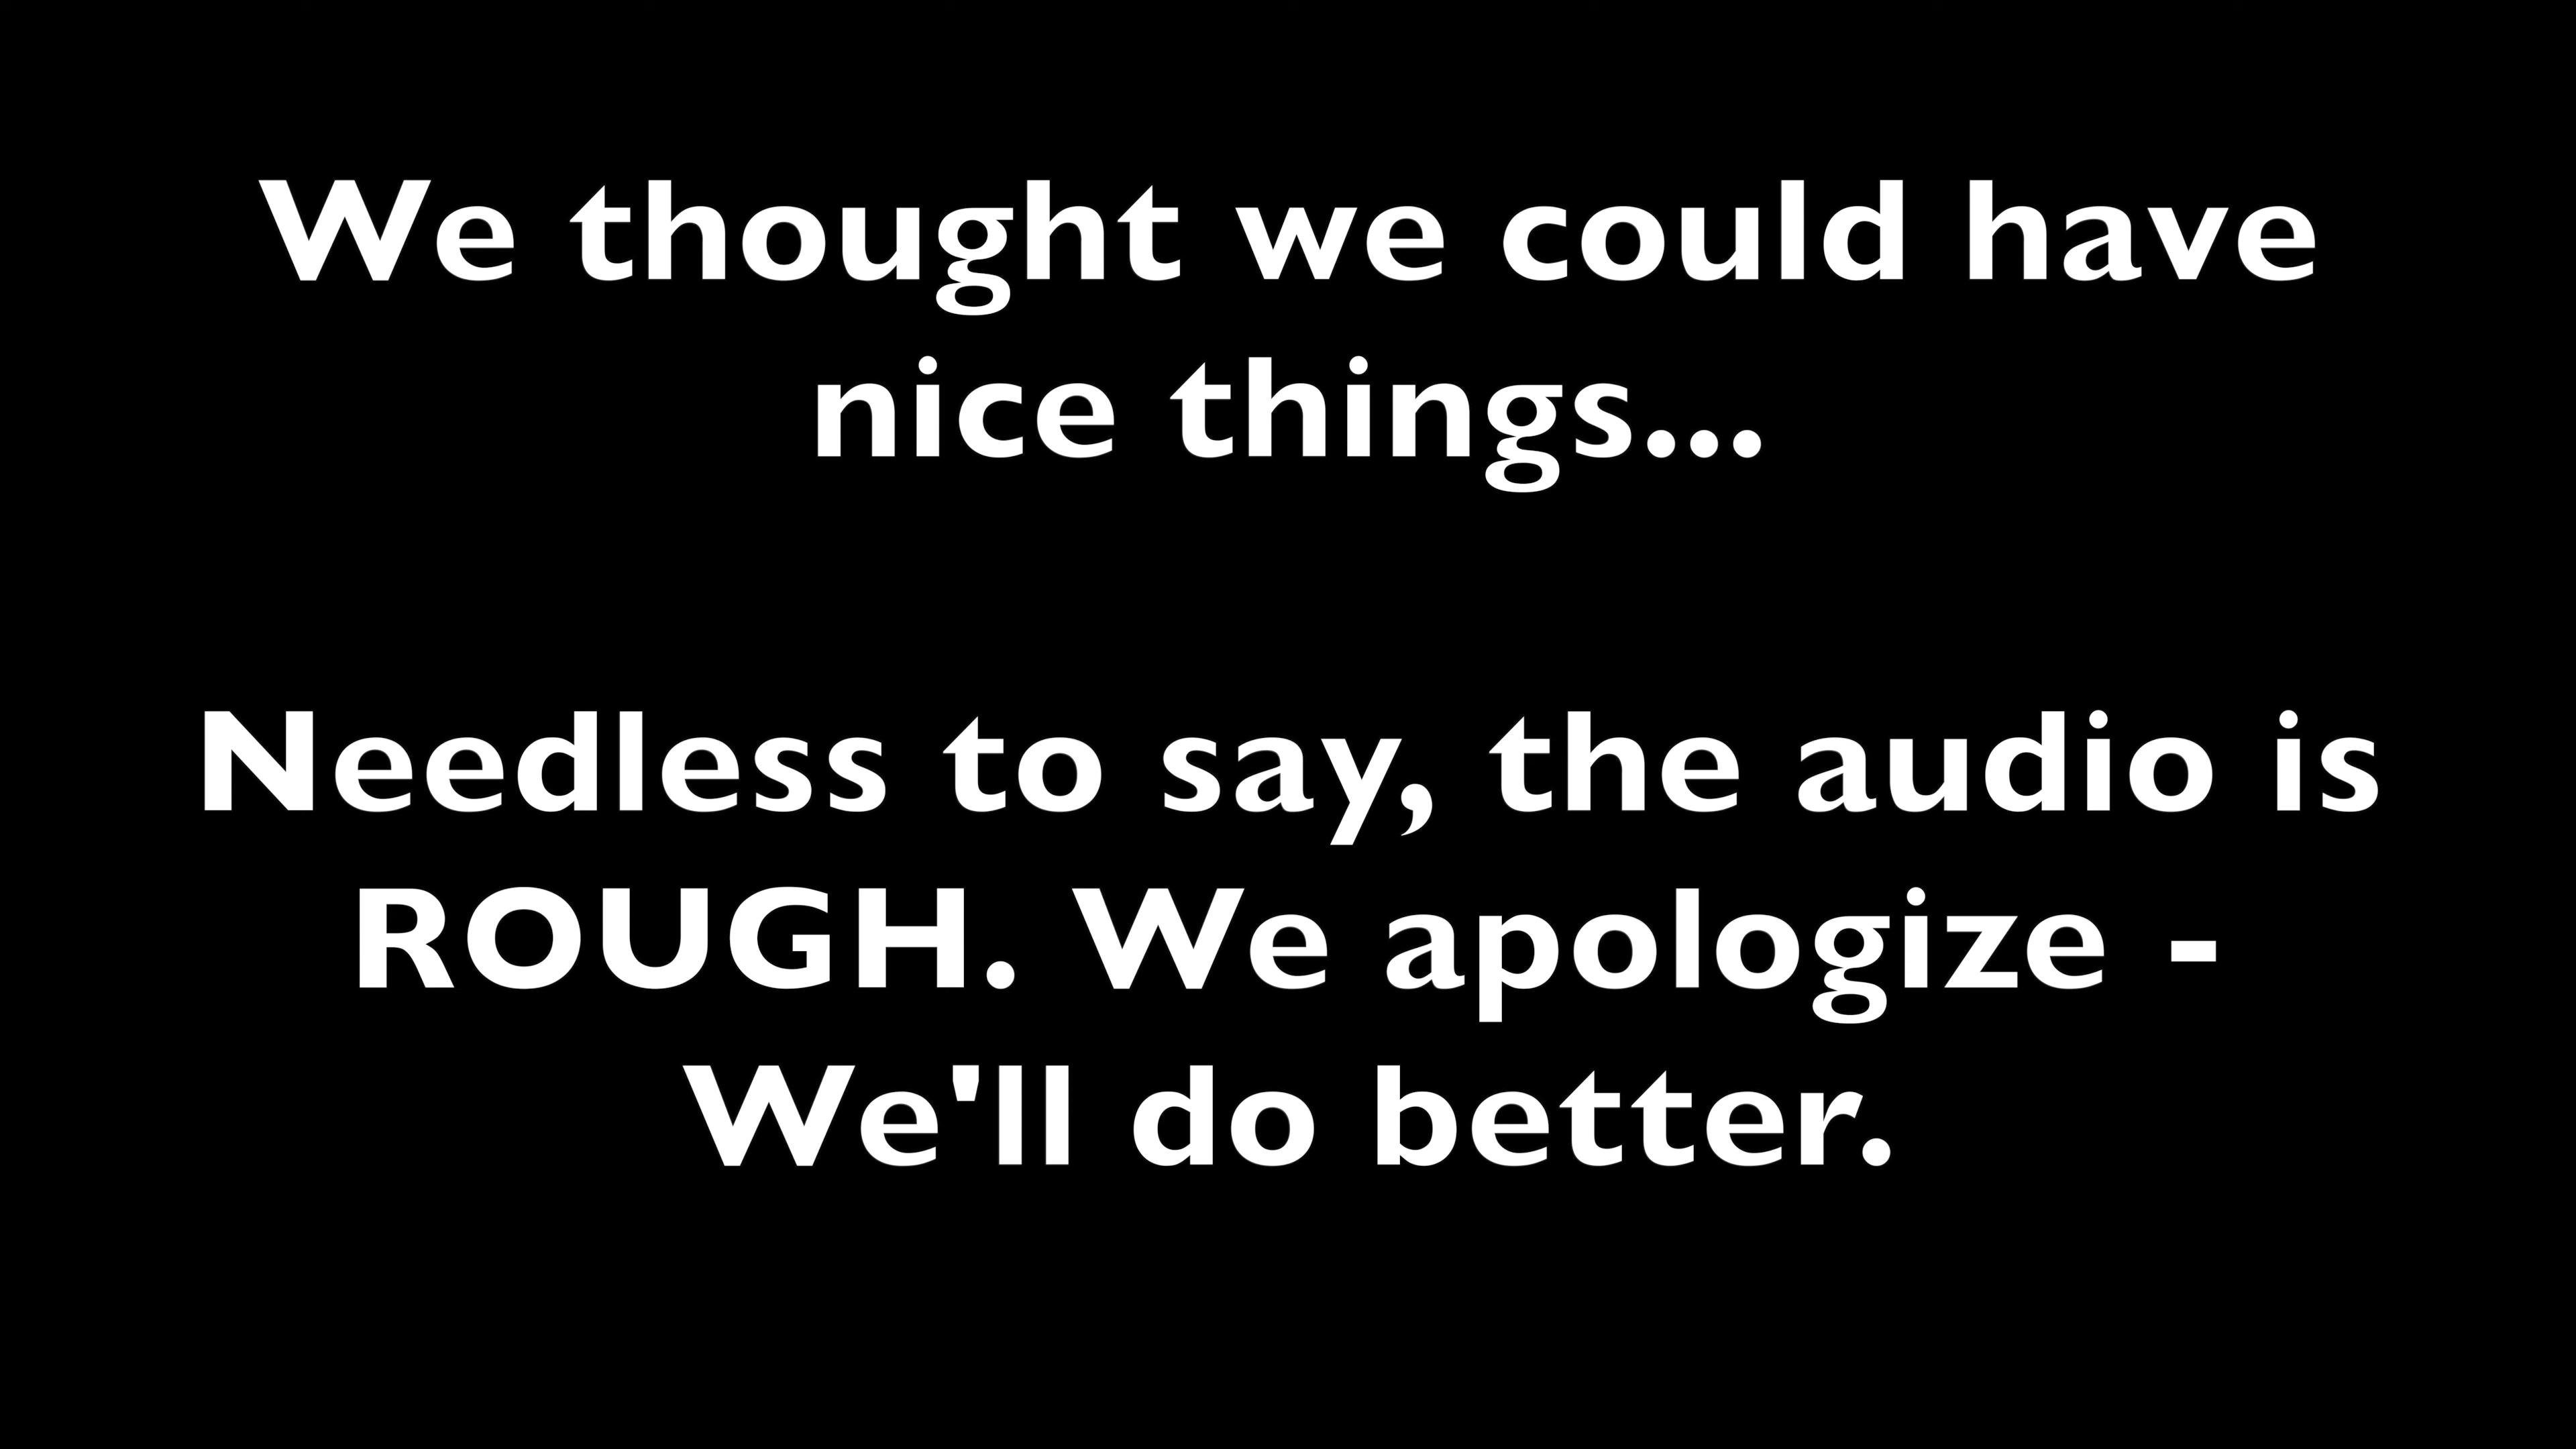 We thought we could have
nice things...
Needless to say, the audio is
ROUGH. We apologize -
We'll do better.